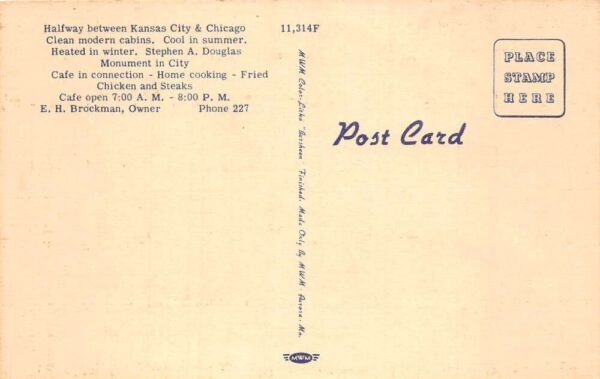 Halfway between Kansas City & Chicago
Clean modern cabins. Cool in summer.
Heated in winter. Stephen A. Douglas
Monument in City
Cafe in connection - Home cooking - Fried
Chicken and Steaks
Cafe open 7:00 A. M. - 8:00 P. M.
E. H. Brockman, Owner Phone 227
11,314F
MWM Color-Litho "Bericheen" Finished. Made Only By MWM - Aurora, Mo.
Post Card
PLACE
STAMP
HERE
MWM